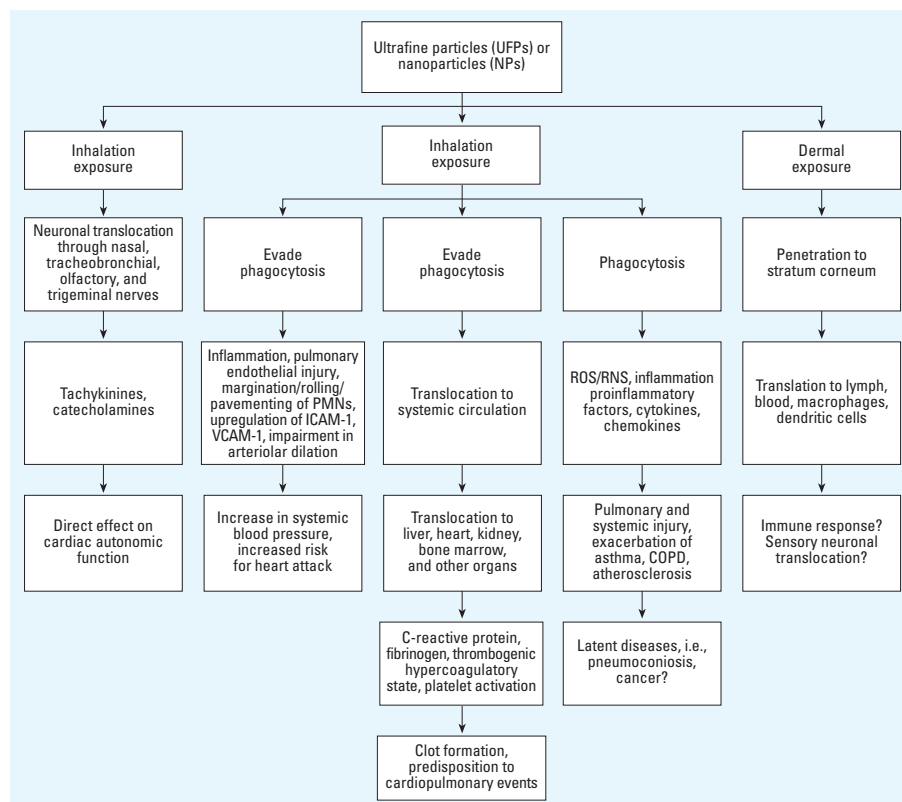 Ultrafine particles (UFPs) or
nanoparticles (NPs)
Inhalation
exposure
Inhalation
exposure
Dermal
exposure
Neuronal translocation
through nasal,
tracheobronchial,
olfactory, and
trigeminal nerves
Evade
phagocytosis
Evade
phagocytosis
Phagocytosis
Penetration to
stratum corneum
Tachykinines,
catecholamines
Inflammation, pulmonary
endothelial injury,
margination/rolling/
pavementing of PMNs,
upregulation of ICAM-1,
VCAM-1, impairment in
arteriolar dilation
Translocation to
systemic circulation
ROS/RNS, inflammation
proinflammatory
factors, cytokines,
chemokines
Translation to lymph,
blood, macrophages,
dendritic cells
Direct effect on
cardiac autonomic
function
Increase in systemic
blood pressure,
increased risk
for heart attack
Translocation to
liver, heart, kidney,
bone marrow,
and other organs
Pulmonary and
systemic injury,
exacerbation of
asthma, COPD,
atherosclerosis
Immune response?
Sensory neuronal
translocation?
C-reactive protein,
fibrinogen, thrombogenic
hypercoagulatory
state, platelet activation
Latent diseases, i.e.,
pneumoconiosis,
cancer?
Clot formation,
predisposition to
cardiopulmonary events